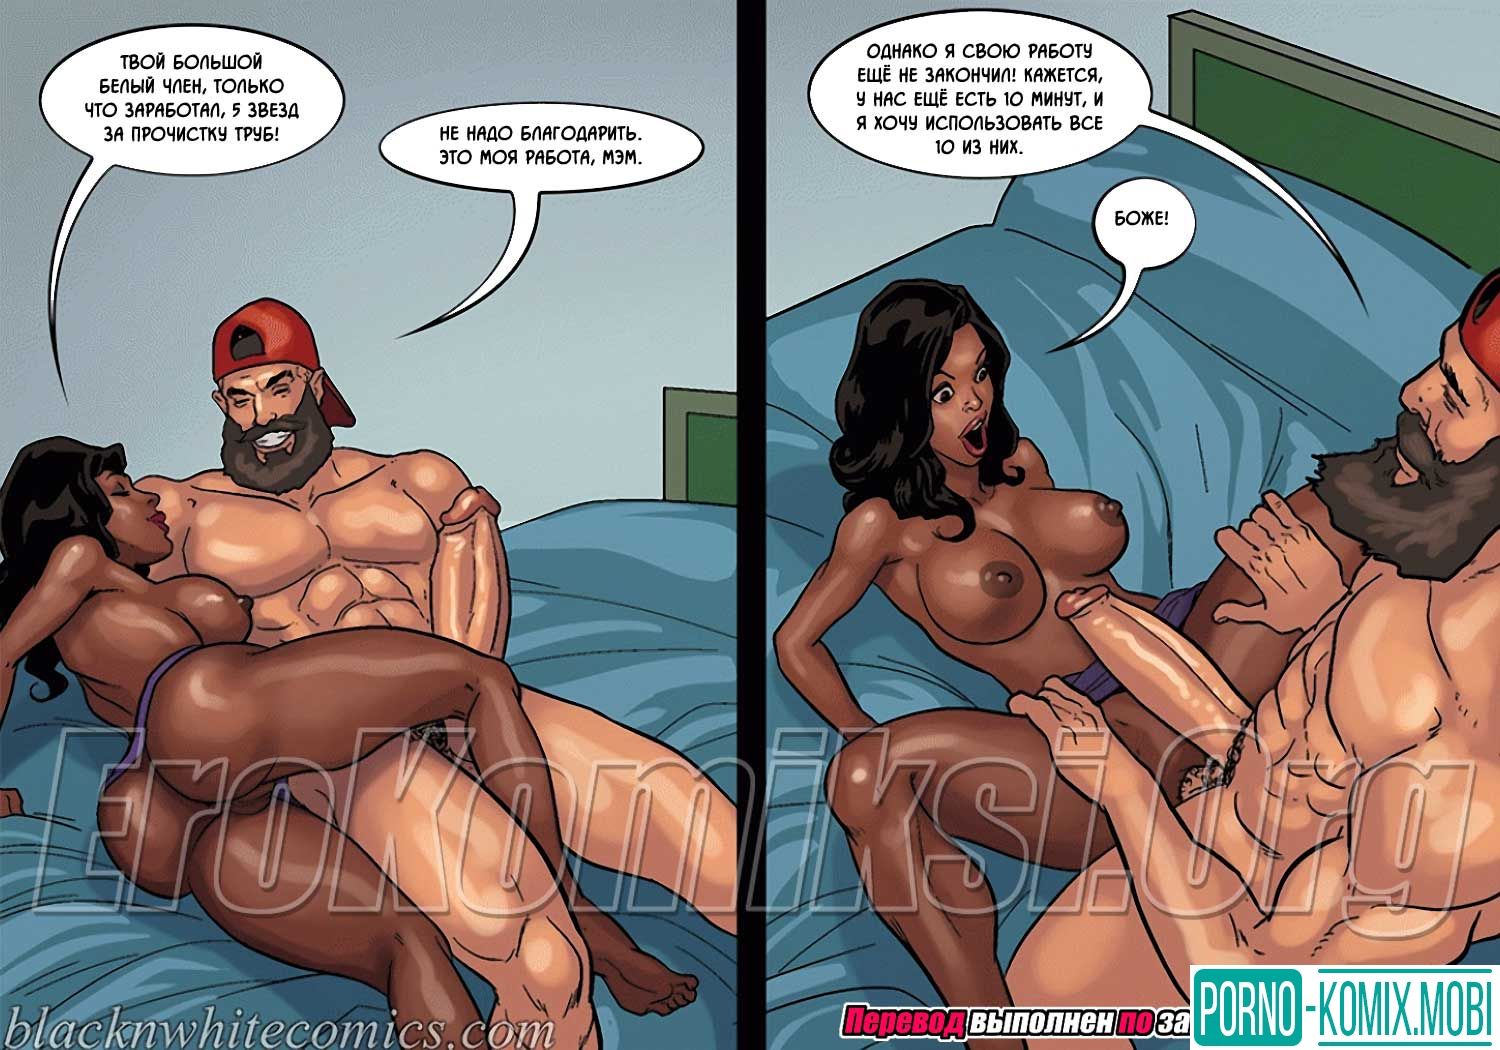 ТВОЙ БОЛЬШОЙ
БЕЛЫЙ ЧЛЕН, ТОЛЬКО
ЧТО ЗАРАБОТАЛ, 5 ЗВЕЗД
ЗА ПРОЧИСТКУ ТРУБ!
НЕ НАДО БЛАГОДАРИТЬ.
ЭТО МОЯ РАБОТА, МЭМ.
ОДНАКО Я СВОЮ РАБОТУ
ЕЩЁ НЕ ЗАКОНЧИЛ! КАЖЕТСЯ,
У НАС ЕЩЁ ЕСТЬ 10 МИНУТ, И
Я ХОЧУ ИСПОЛЬЗОВАТЬ ВСЕ
10 ИЗ НИХ.
БОЖЕ!
EroKomiksi.Org
blacknwhitecomics.com
Перевод выполнен по за
PORNO-KOMIX.MOBI